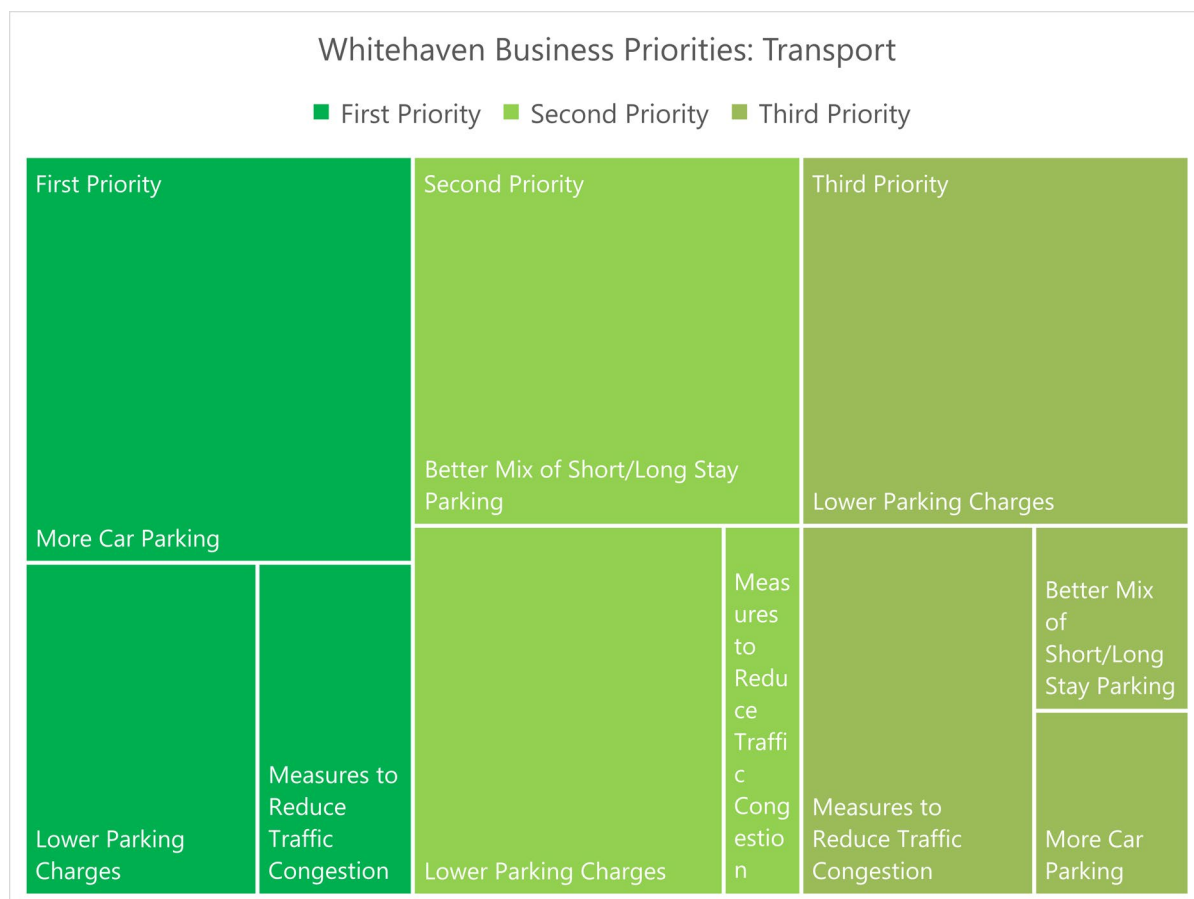 Whitehaven Business Priorities: Transport
First Priority Second Priority Third Priority
First Priority
More Car Parking
Lower Parking
Charges
Measures to
Reduce
Traffic
Congestion
Second Priority
Better Mix of Short/Long Stay
Parking
Lower Parking Charges
Meas
ures
to
Redu
ce
Traffi
c
Cong
estio
n
Third Priority
Lower Parking Charges
Measures to
Reduce Traffic
Congestion
Better Mix
of
Short/Long
Stay Parking
More Car
Parking